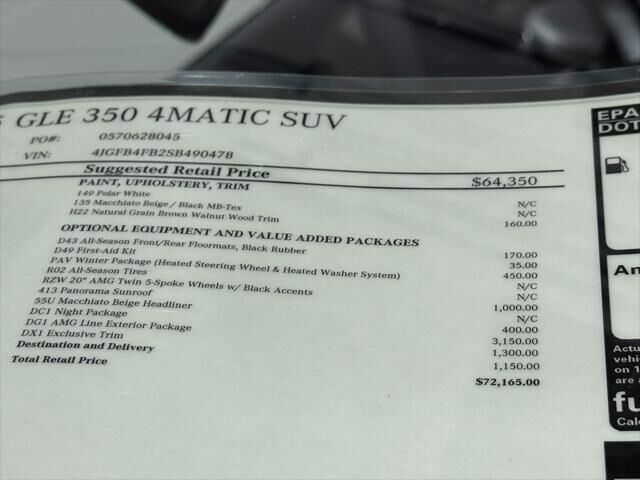 GLE 350 4MATIC SUV
PO#: 0570628045
VIN: 4JGFB4FB2SB490478
Suggested Retail Price $64,350
PAINT, UPHOLSTERY, TRIM
149 Polar White N/C
135 Macchiato Beige / Black MB-Tex N/C
H22 Natural Grain Brown Walnut Wood Trim 160.00
OPTIONAL EQUIPMENT AND VALUE ADDED PACKAGES
D43 All-Season Front/Rear Floormats, Black Rubber 170.00
D49 First-Aid Kit 35.00
PAV Winter Package (Heated Steering Wheel & Heated Washer System) 450.00
R02 All-Season Tires N/C
RZW 20" AMG Twin 5-Spoke Wheels w/ Black Accents N/C
413 Panorama Sunroof 1,000.00
55U Macchiato Beige Headliner N/C
DC1 Night Package 400.00
DG1 AMG Line Exterior Package 3,150.00
DX1 Exclusive Trim 1,300.00
Destination and Delivery 1,150.00
Total Retail Price $72,165.00
EPA
DOT
An
Actu
vehi
on 1
are a
fu
Calc